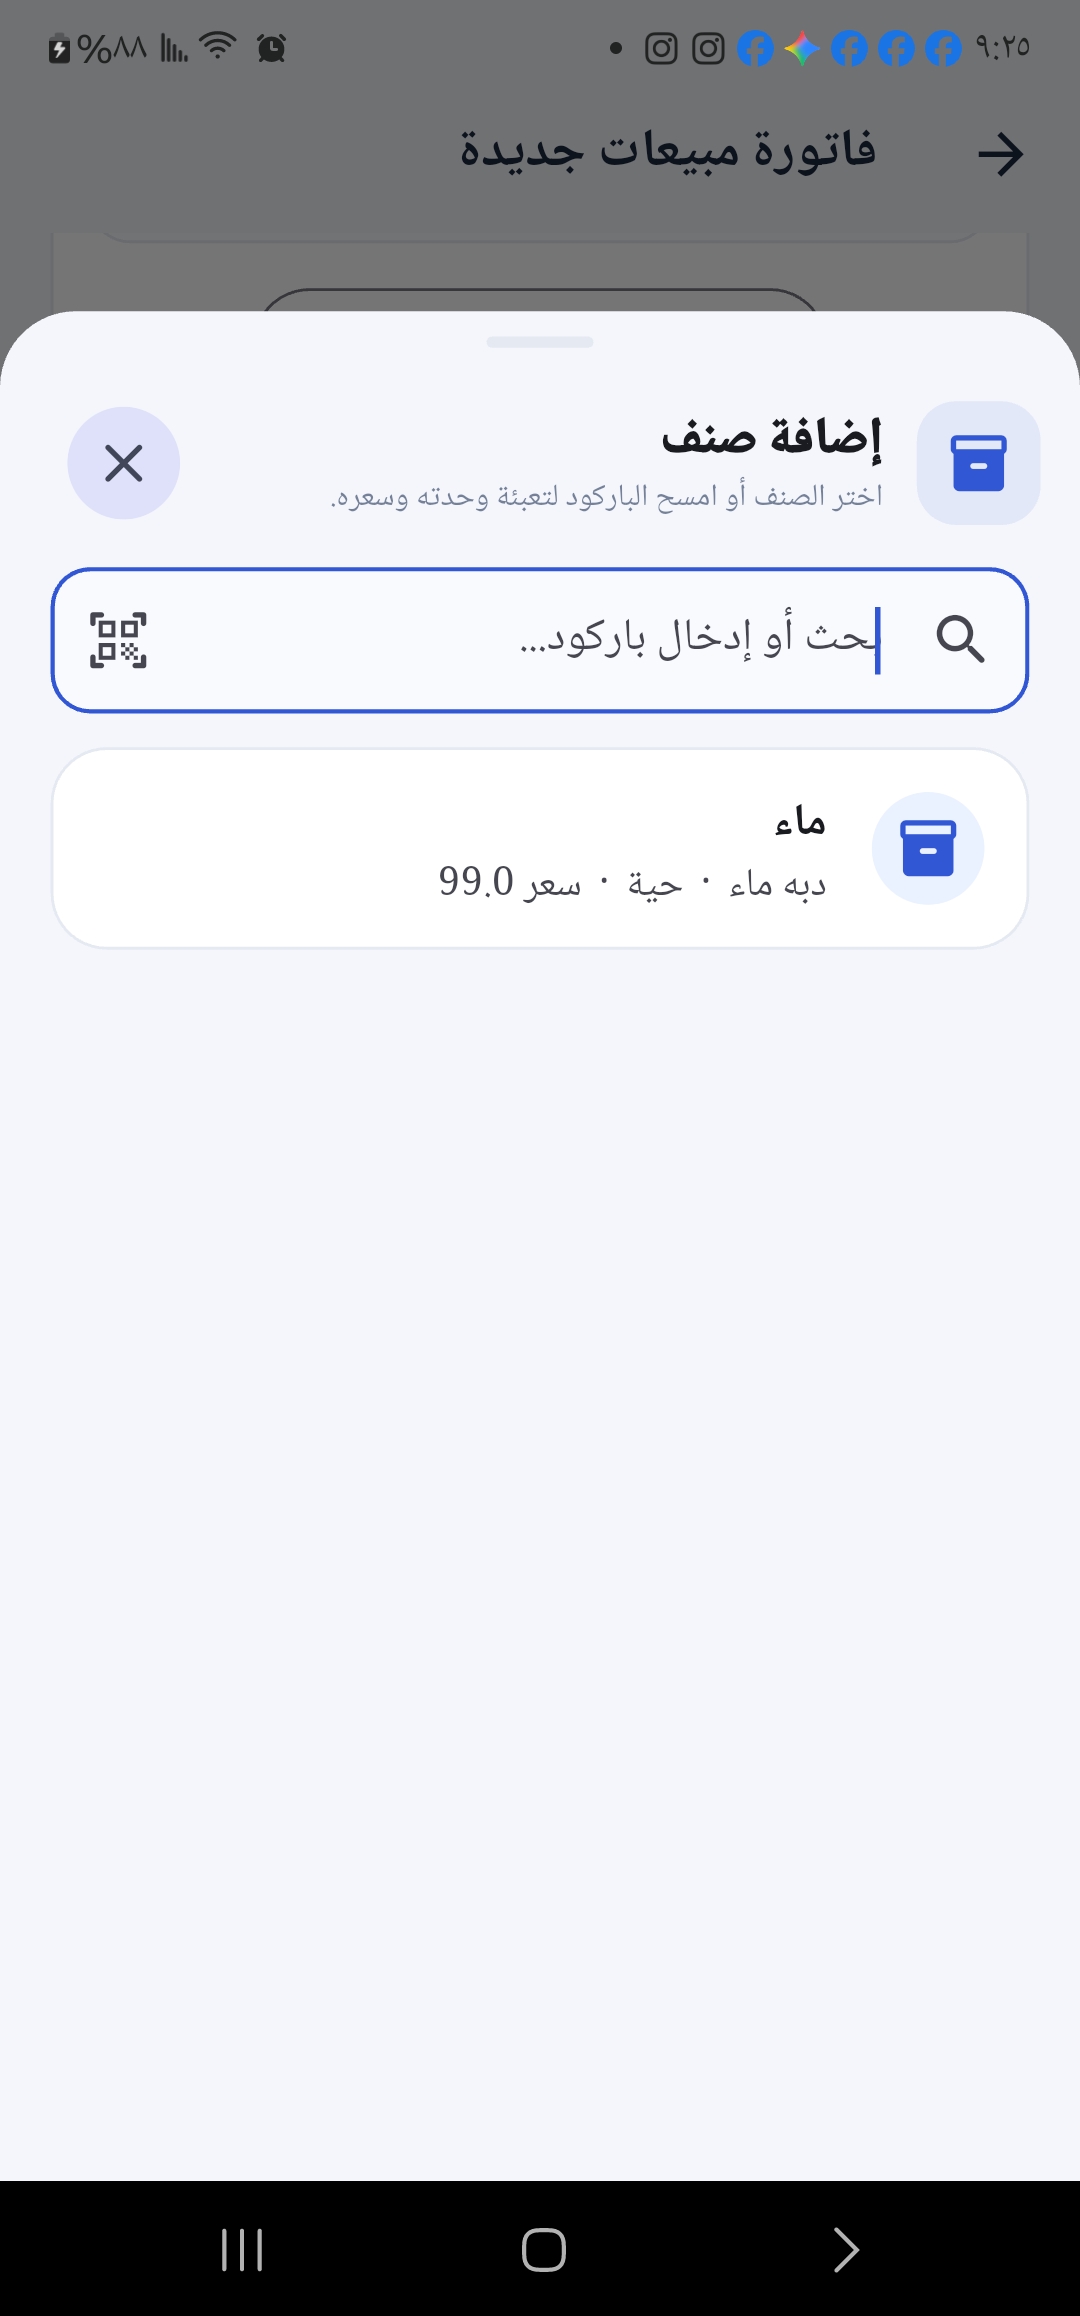 ٩:٢٥
%٨٨
فاتورة مبيعات جديدة
إضافة صنف
اختر الصنف أو امسح الباركود لتعبئة وحدته وسعره.
بحث أو إدخال باركود...
ماء
دبه ماء · حية · سعر 99.0